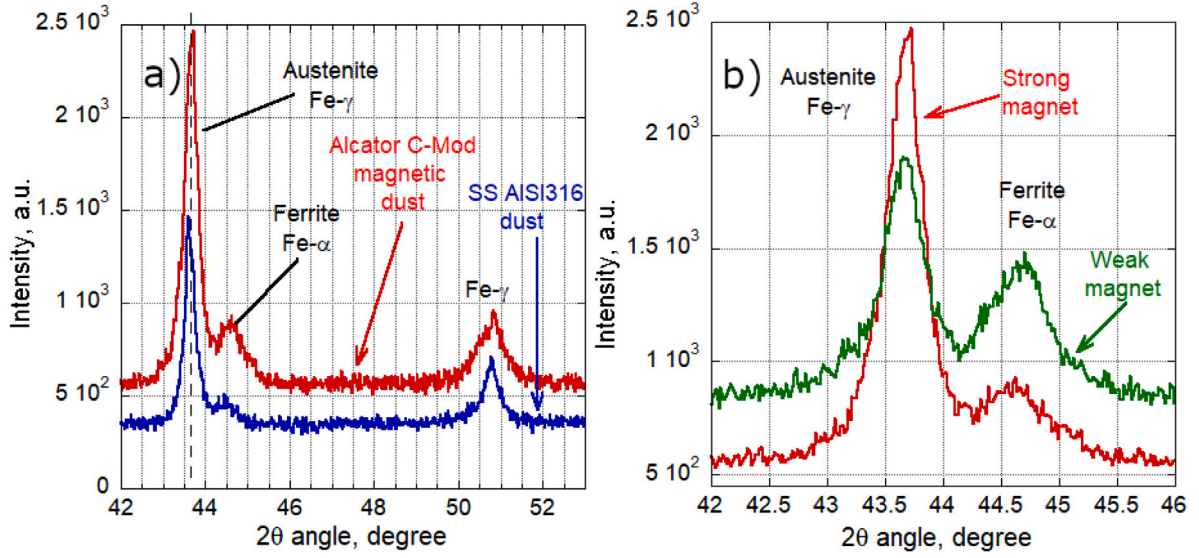 a)
2.5 10³
2 10³
1.5 10³
1 10³
5 10²
0
Intensity, a.u.
Austenite
Fe-γ
Alcator C-Mod
magnetic
dust
SS AISI316
dust
Ferrite
Fe-α
Fe-γ
42 44 46 48 50 52
2θ angle, degree
b)
2.5 10³
2 10³
1.5 10³
1 10³
5 10²
Intensity, a.u.
Austenite
Fe-γ
Strong
magnet
Ferrite
Fe-α
Weak
magnet
42 42.5 43 43.5 44 44.5 45 45.5 46
2θ angle, degree